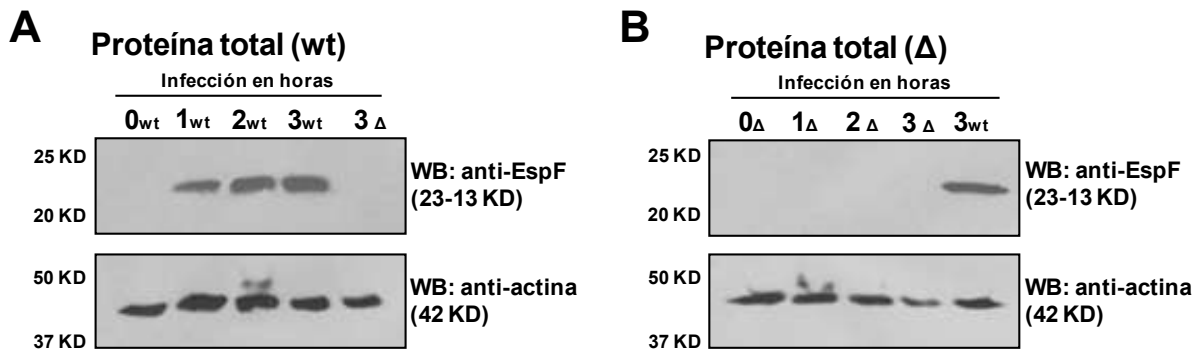 A
Proteína total (wt)
Infección en horas
0wt 1wt 2wt 3wt 3 Δ
25 KD
20 KD
WB: anti-EspF
(23-13 KD)
50 KD
37 KD
WB: anti-actina
(42 KD)
B
Proteína total (Δ)
Infección en horas
0Δ 1Δ 2 Δ 3 Δ 3wt
25 KD
20 KD
WB: anti-EspF
(23-13 KD)
50 KD
37 KD
WB: anti-actina
(42 KD)